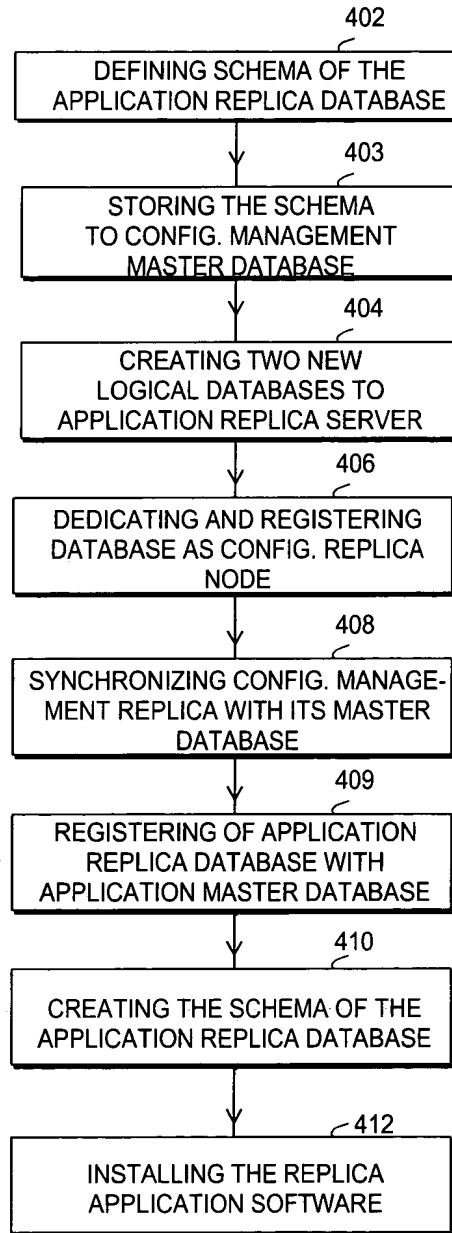 402
DEFINING SCHEMA OF THE
APPLICATION REPLICA DATABASE
403
STORING THE SCHEMA
TO CONFIG. MANAGEMENT
MASTER DATABASE
404
CREATING TWO NEW
LOGICAL DATABASES TO
APPLICATION REPLICA SERVER
406
DEDICATING AND REGISTERING
DATABASE AS CONFIG. REPLICA
NODE
408
SYNCHRONIZING CONFIG. MANAGE-
MENT REPLICA WITH ITS MASTER
DATABASE
409
REGISTERING OF APPLICATION
REPLICA DATABASE WITH
APPLICATION MASTER DATABASE
410
CREATING THE SCHEMA OF THE
APPLICATION REPLICA DATABASE
412
INSTALLING THE REPLICA
APPLICATION SOFTWARE